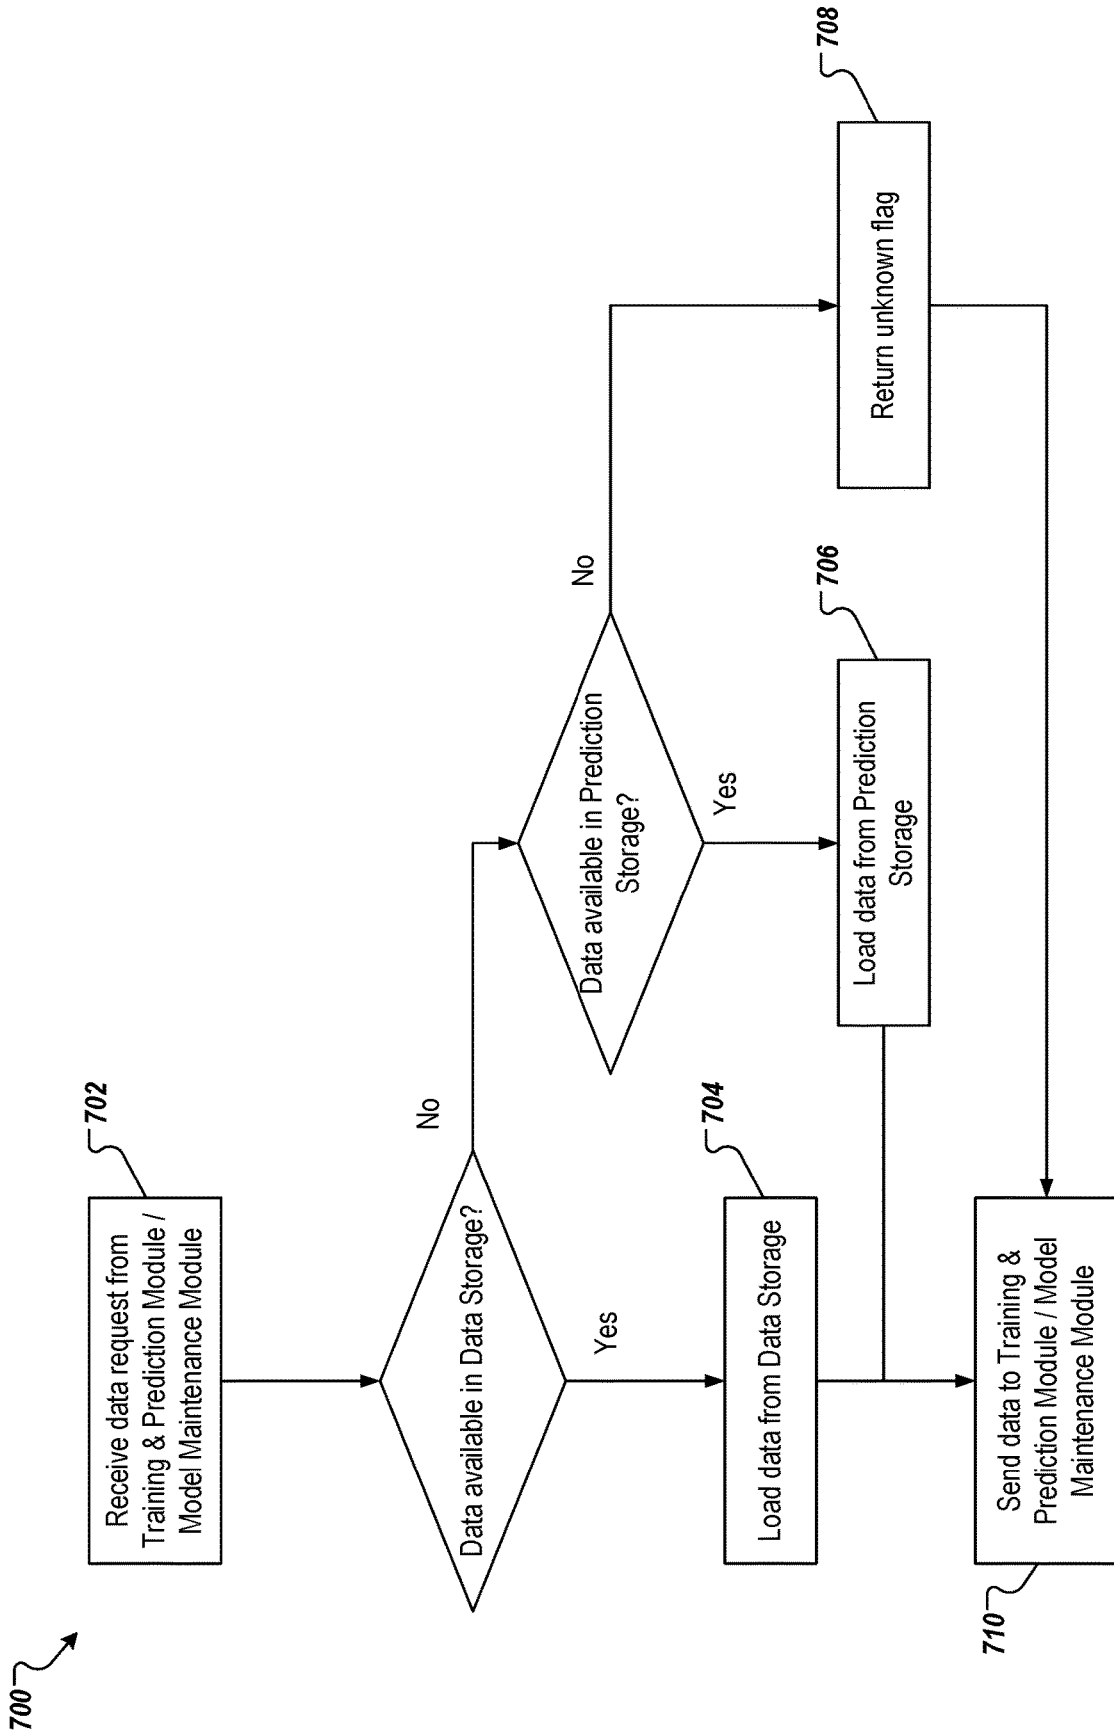 700
702
Receive data request from
Training & Prediction Module /
Model Maintenance Module
Data available in Data Storage?
No
Yes
Data available in Prediction
Storage?
No
Yes
704
Load data from Data Storage
706
Load data from Prediction
Storage
708
Return unknown flag
710
Send data to Training &
Prediction Module / Model
Maintenance Module